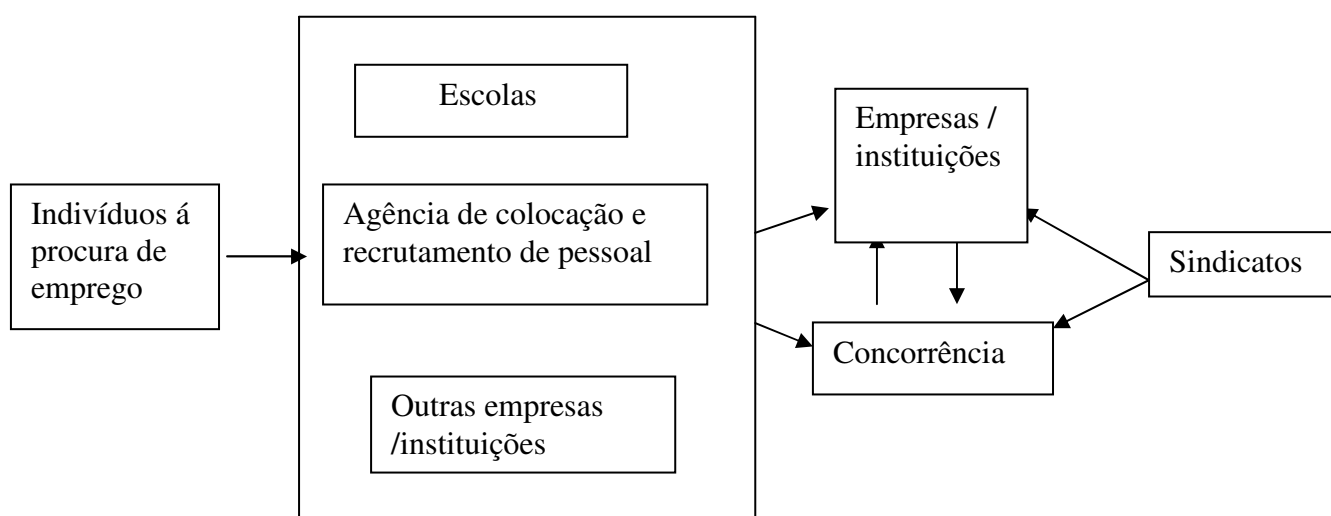 Escolas
Empresas /
instituições
Indivíduos á
procura de
emprego
Agência de colocação e
recrutamento de pessoal
Sindicatos
Concorrência
Outras empresas
/instituições